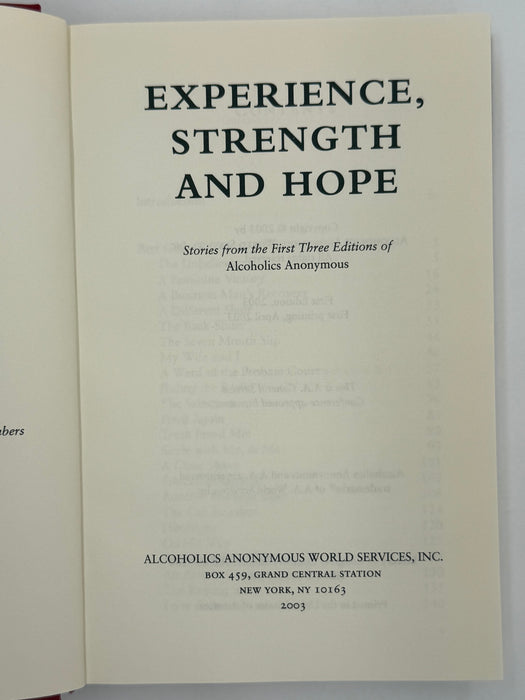 EXPERIENCE,
STRENGTH
AND HOPE
Stories from the First Three Editions of
Alcoholics Anonymous
ALCOHOLICS ANONYMOUS WORLD SERVICES, INC.
BOX 459, GRAND CENTRAL STATION
NEW YORK, NY 10163
2003